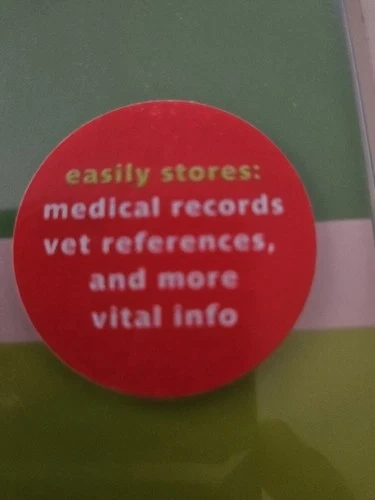 easily stores:
medical records
vet references,
and more
vital info